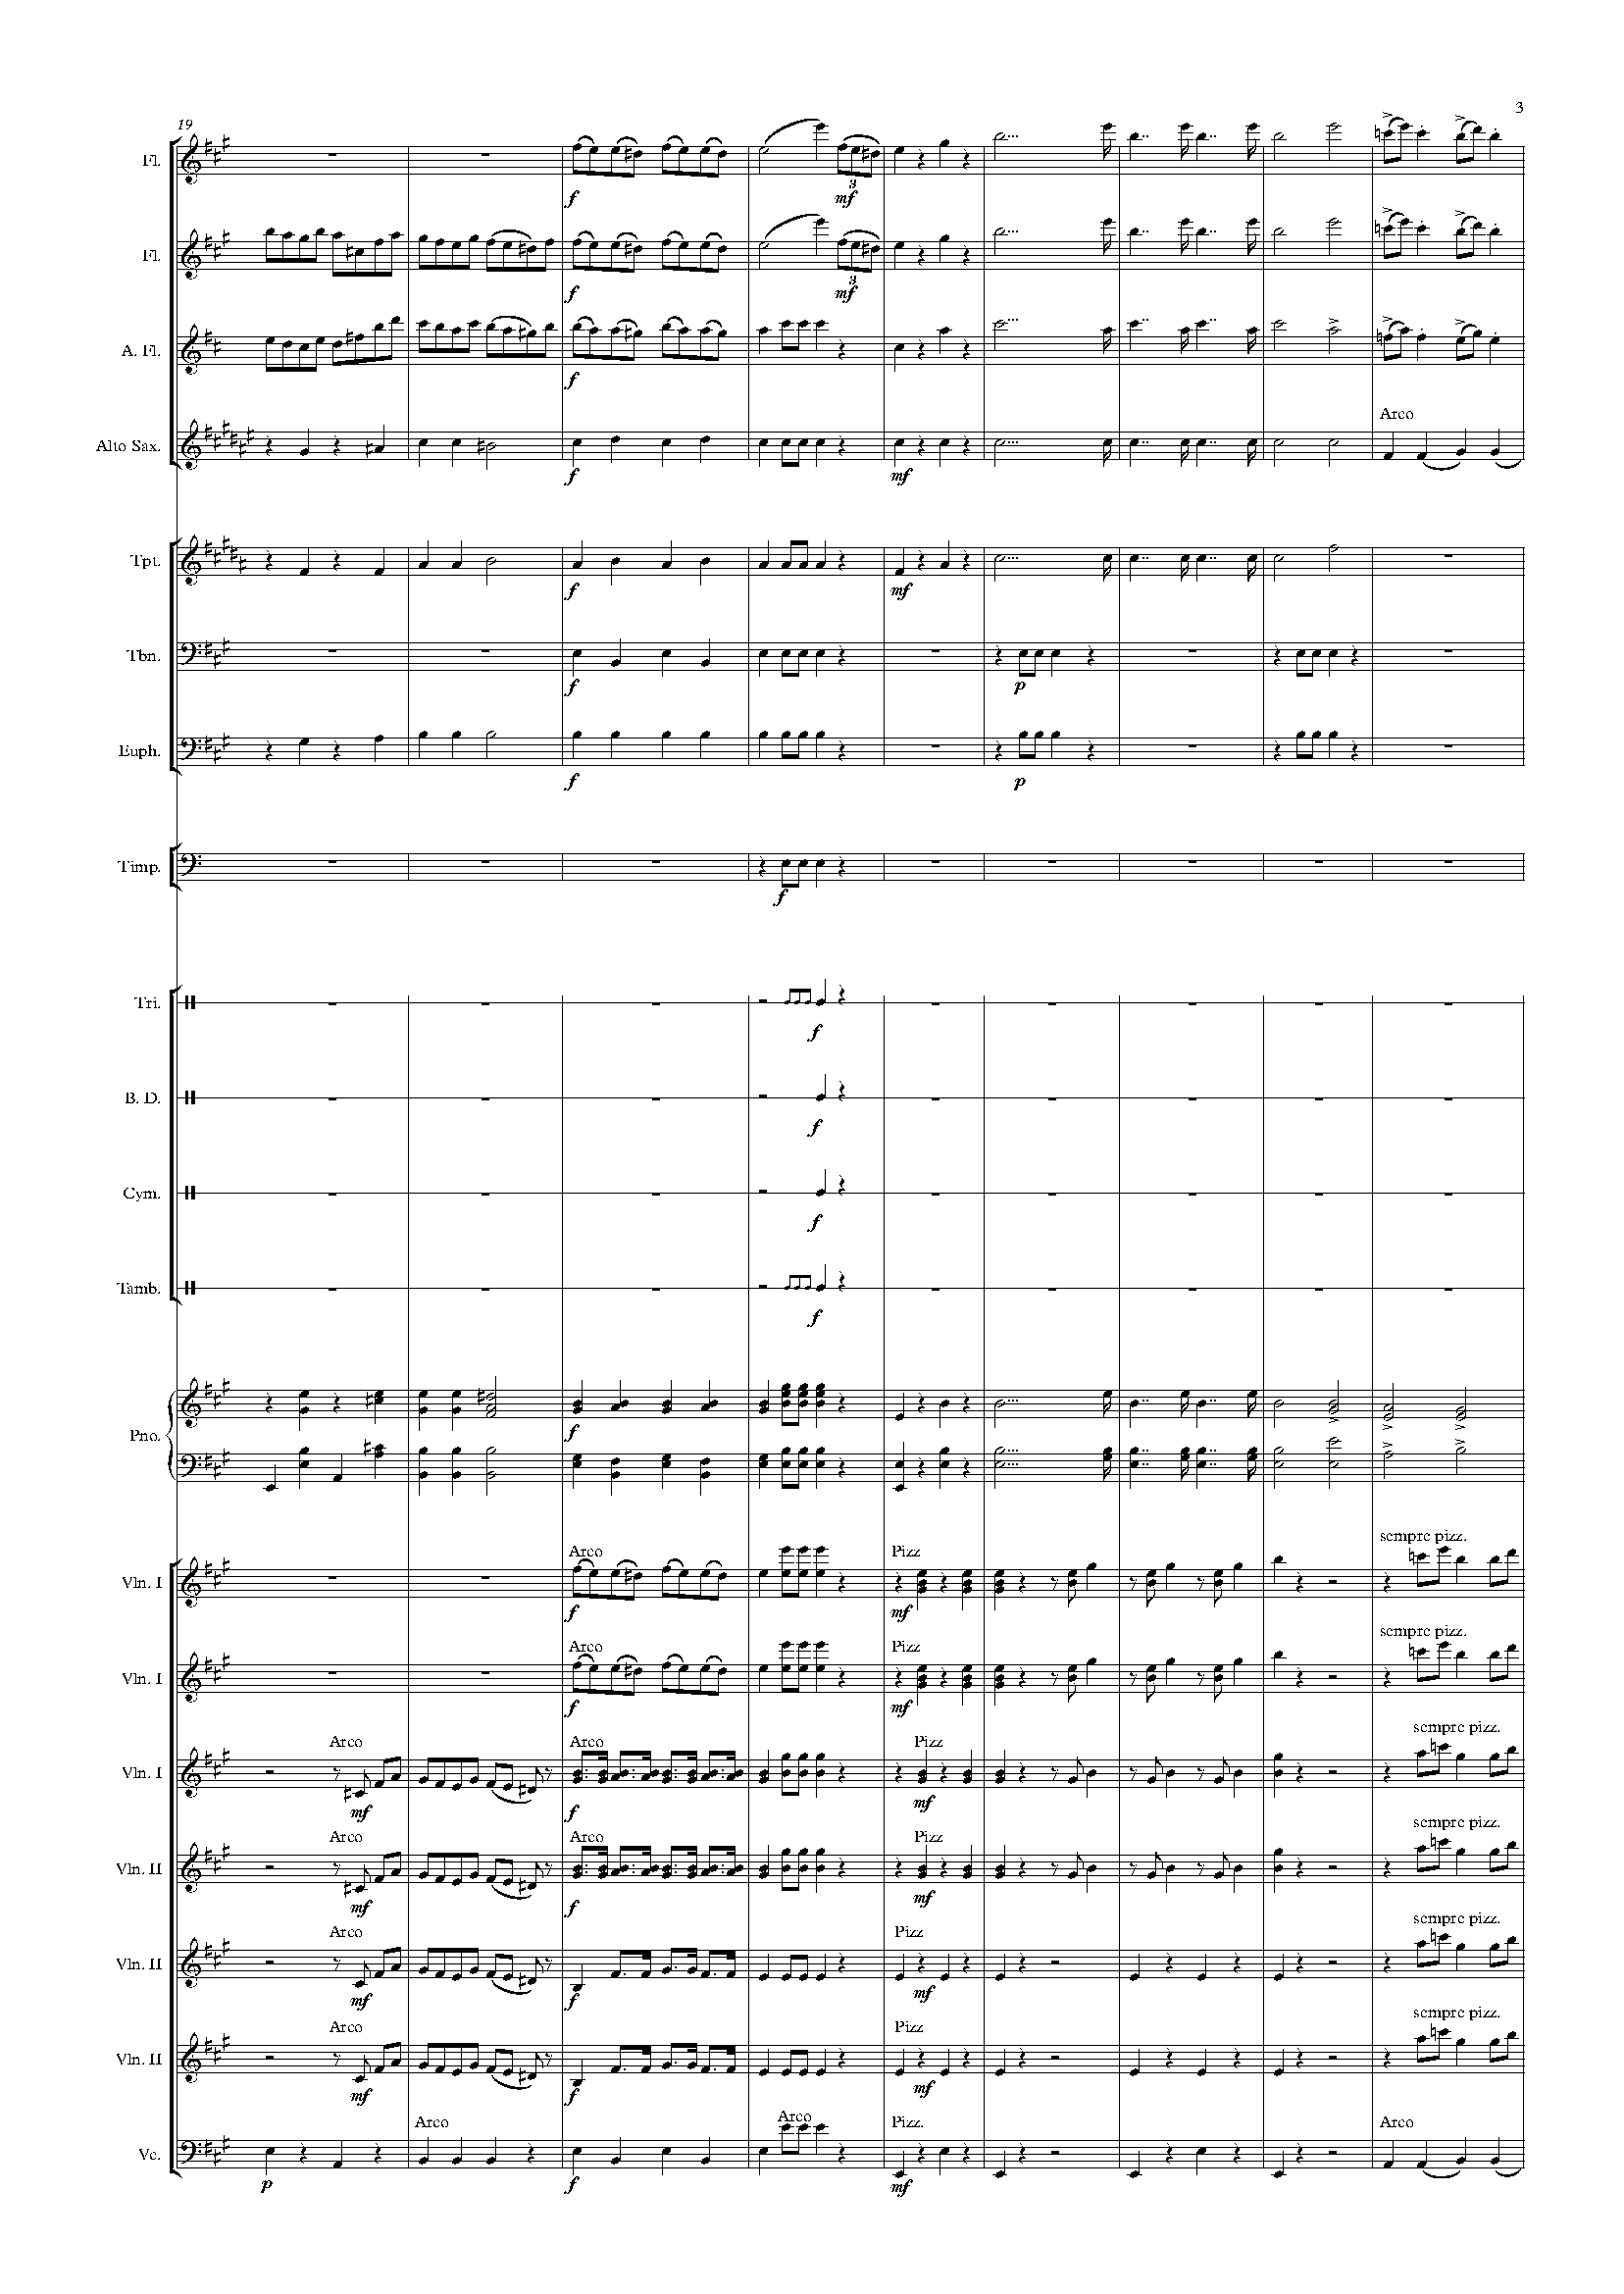 3
19
Fl.
f
3
mf
Fl.
f
3
mf
A. Fl.
f
Arco
Alto Sax.
f
mf
Tpt.
f
mf
Tbn.
f
p
Euph.
f
p
Timp.
f
Tri.
f
B. D.
f
Cym.
f
Tamb.
f
Pno.
f
sempre pizz.
Arco
Pizz
Vln. I
f
mf
sempre pizz.
Arco
Pizz
Vln. I
f
mf
sempre pizz.
Arco
Arco
Pizz
Vln. I
mf
f
mf
sempre pizz.
Arco
Arco
Pizz
Vln. II
mf
f
mf
sempre pizz.
Arco
Pizz
Vln. II
mf
f
mf
sempre pizz.
Arco
Pizz
Vln. II
mf
f
mf
Arco
Arco
Pizz.
Arco
Vc.
p
f
mf